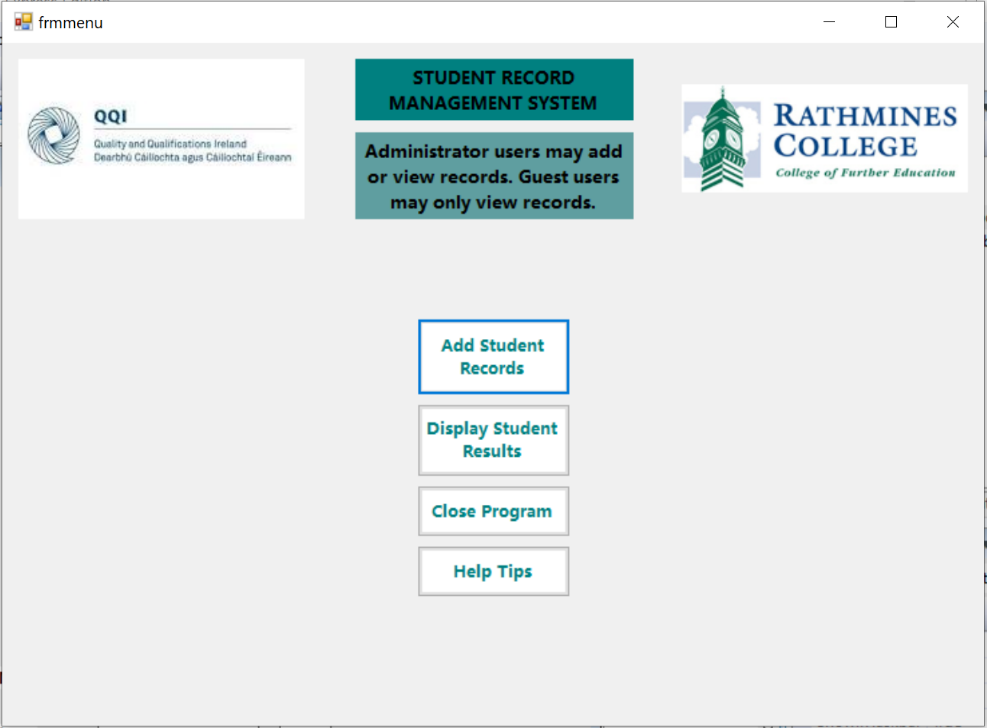 frmmenu
QQI
Quality and Qualifications Ireland
Dearbhú Cáilíochta agus Cáilíochtaí Éireann
STUDENT RECORD
MANAGEMENT SYSTEM
Administrator users may add
or view records. Guest users
may only view records.
RATHMINES
COLLEGE
College of Further Education
Add Student
Records
Display Student
Results
Close Program
Help Tips